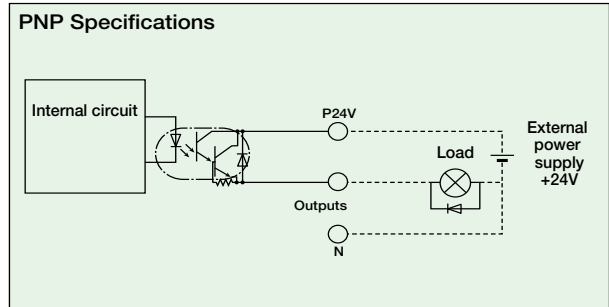 PNP Specifications
Internal circuit
P24V
Load
External
power
supply
+24V
Outputs
N